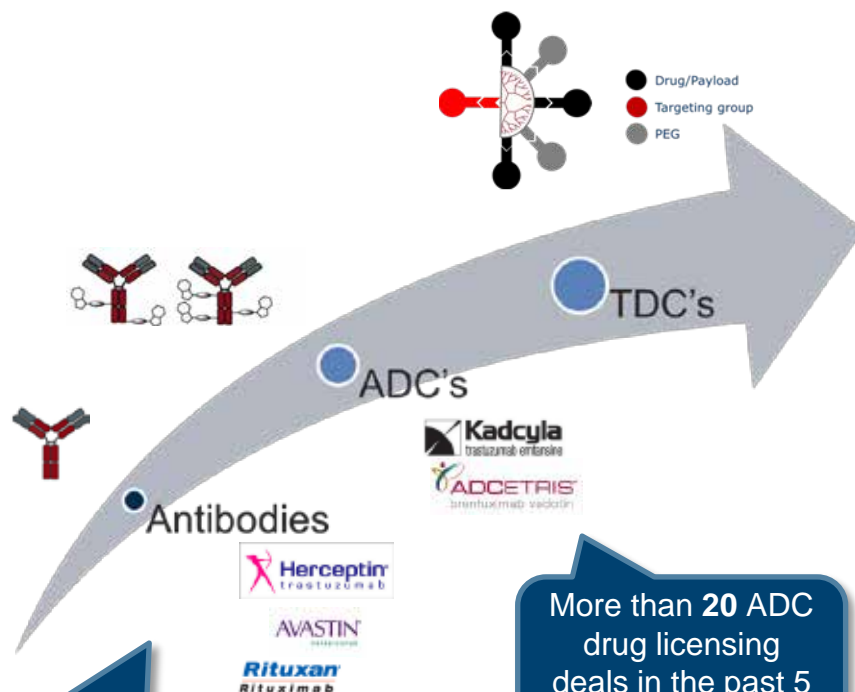 Drug/Payload
Targeting group
PEG
TDC's
ADC's
Kadcyla
trastuzumab emtansine
ADCETRIS
brentuximab vedotin
Antibodies
Herceptin
trastuzumab
AVASTIN
Rituxan
Rituximab
More than 20 ADC
drug licensing
deals in the past 5